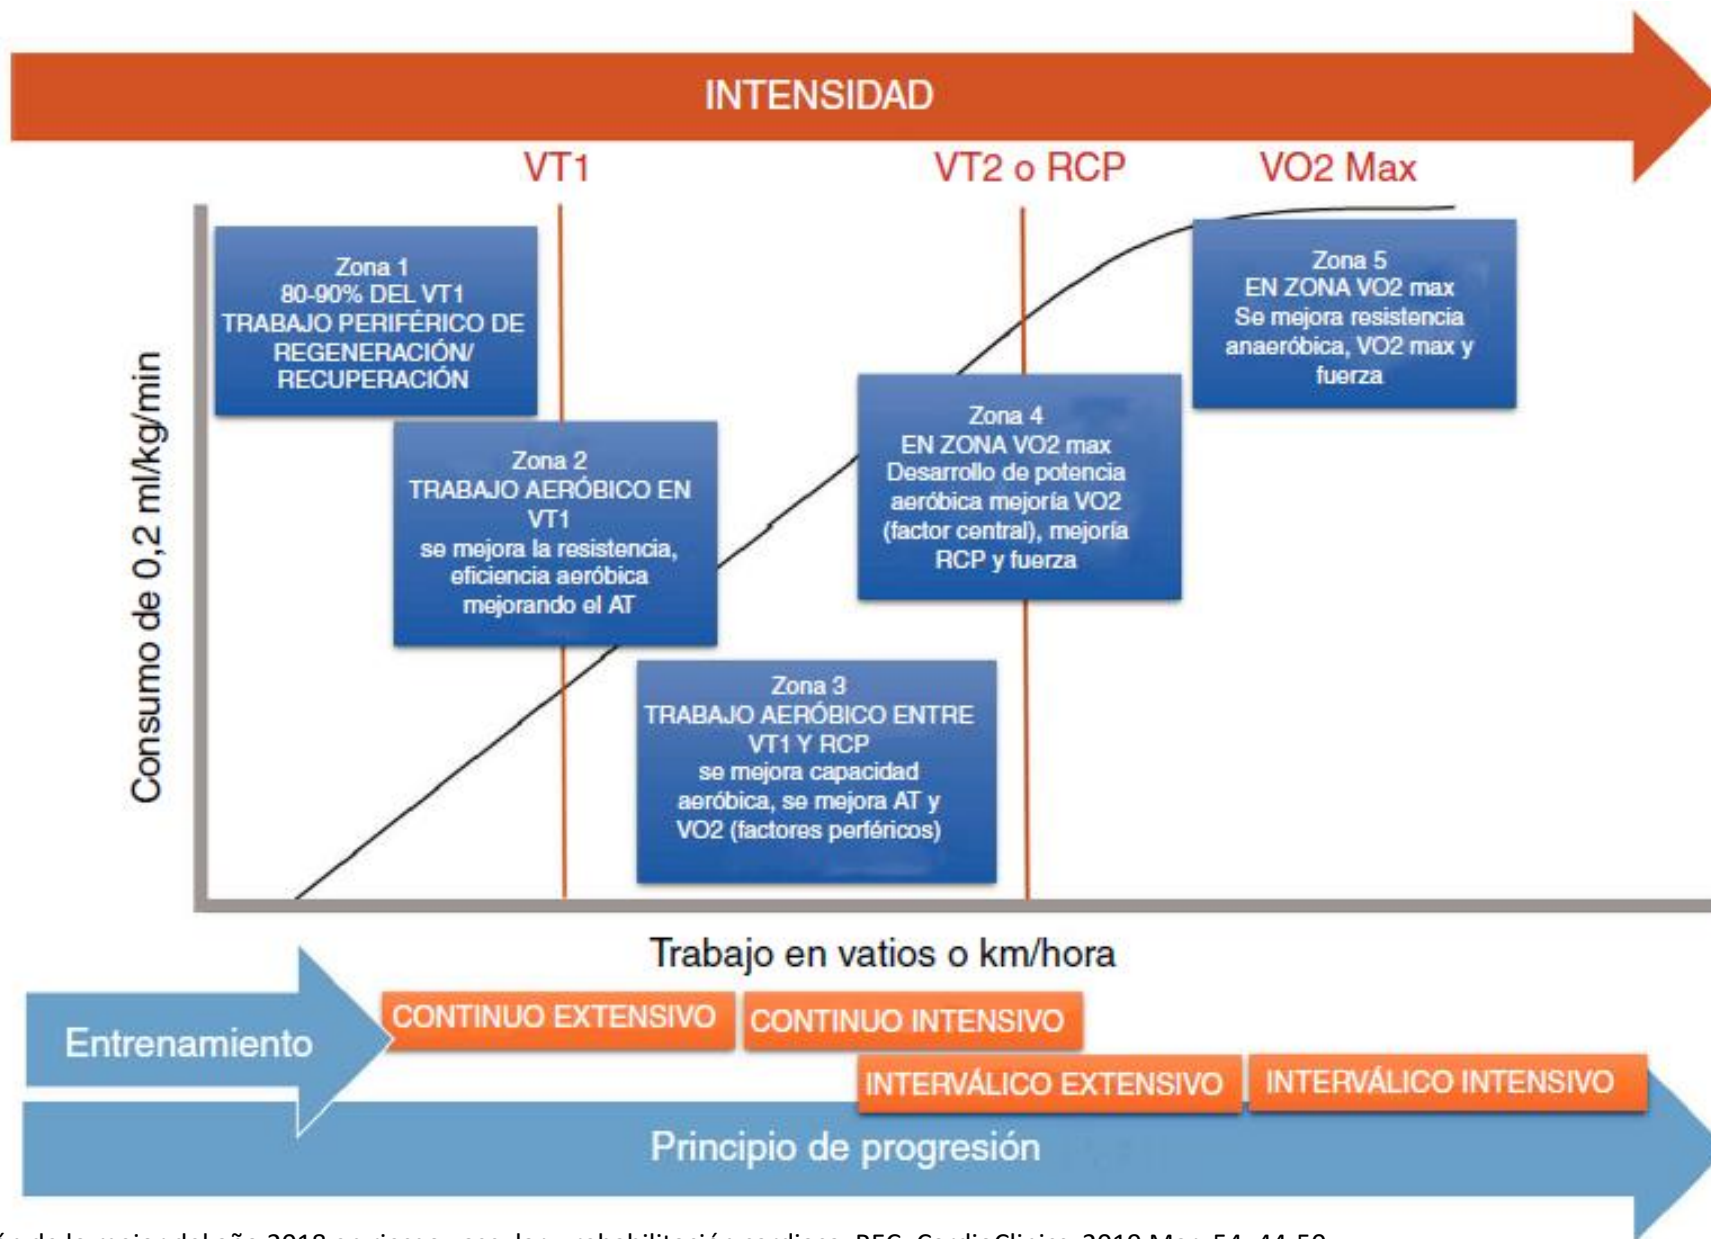 INTENSIDAD
VT1
VT2 o RCP
VO2 Max
Consumo de 0,2 ml/kg/min
Zona 1
80-90% DEL VT1
TRABAJO PERIFÉRICO DE
REGENERACIÓN/
RECUPERACIÓN
Zona 2
TRABAJO AERÓBICO EN
VT1
se mejora la resistencia,
eficiencia aeróbica
mejorando el AT
Zona 3
TRABAJO AERÓBICO ENTRE
VT1 Y RCP
se mejora capacidad
aeróbica, se mejora AT y
VO2 (factores perféricos)
Zona 4
EN ZONA VO2 max
Desarrollo de potencia
aeróbica mejoría VO2
(factor central), mejoría
RCP y fuerza
Zona 5
EN ZONA VO2 max
Se mejora resistencia
anaeróbica, VO2 max y
fuerza
Trabajo en vatios o km/hora
Entrenamiento
CONTINUO EXTENSIVO
CONTINUO INTENSIVO
INTERVÁLICO EXTENSIVO
INTERVÁLICO INTENSIVO
Principio de progresión